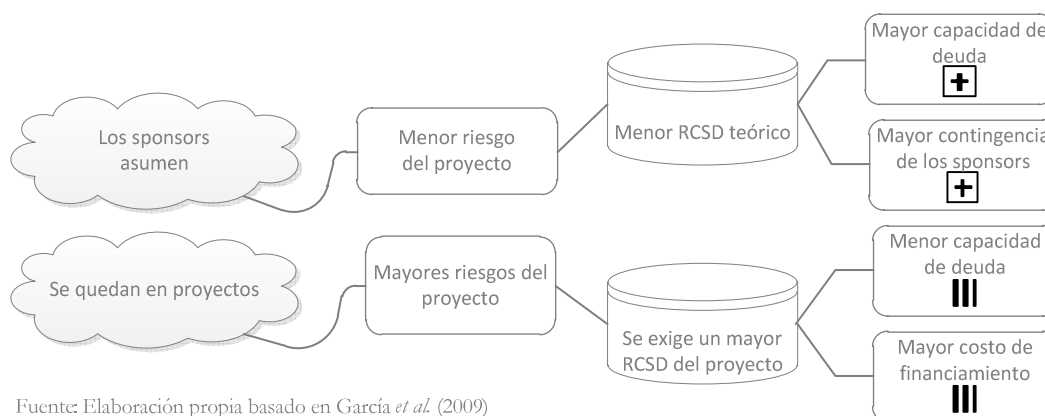 Los sponsors
asumen
Menor riesgo
del proyecto
Menor RCSD teórico
Mayor capacidad de
deuda
+
Mayor contingencia
de los sponsors
+
Se quedan en proyectos
Mayores riesgos del
proyecto
Se exige un mayor
RCSD del proyecto
Menor capacidad
de deuda
Mayor costo de
financiamiento
Fuente: Elaboración propia basado en García et al. (2009)